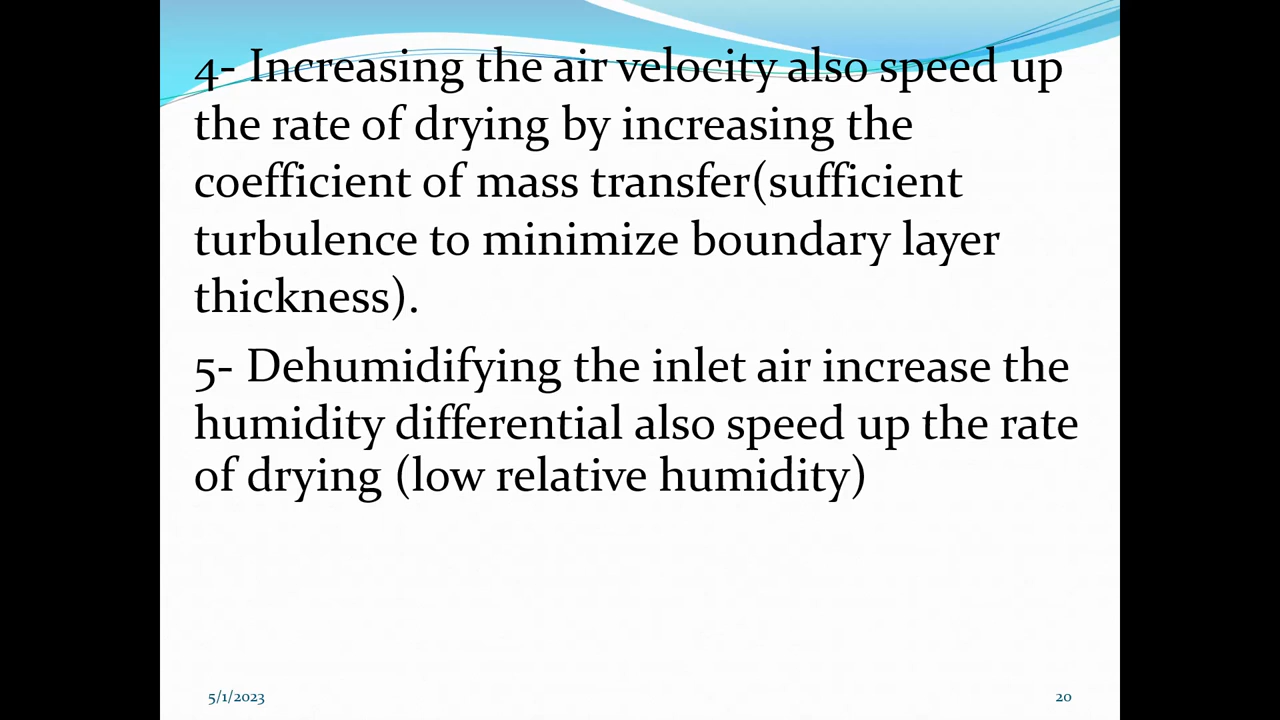 4- Increasing the air velocity also speed up
the rate of drying by increasing the
coefficient of mass transfer(sufficient
turbulence to minimize boundary layer
thickness).
5- Dehumidifying the inlet air increase the
humidity differential also speed up the rate
of drying (low relative humidity)
5/1/2023
20